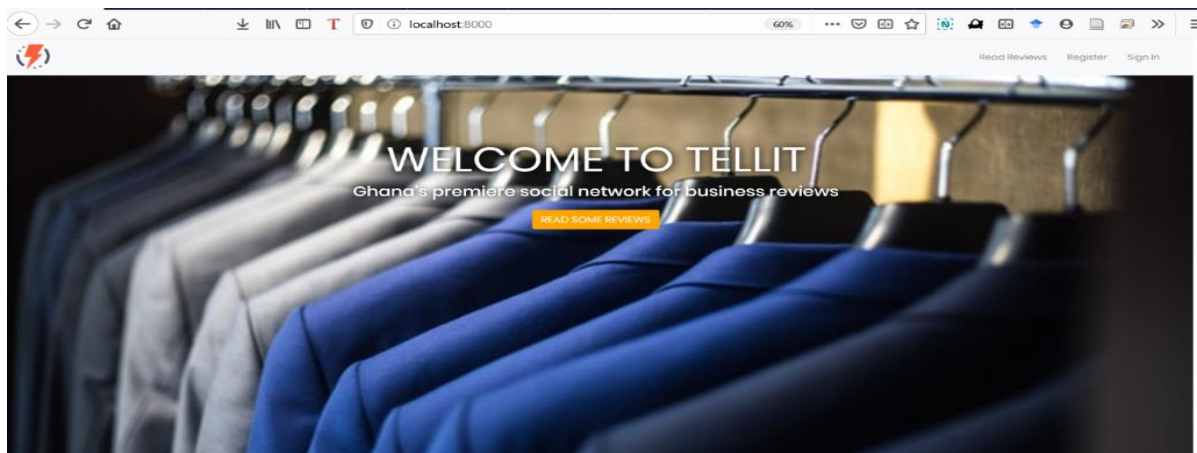 localhost:8000
60%
Read Reviews Register Sign In
WELCOME TO TELLIT
Ghana's premiere social network for business reviews
READ SOME REVIEWS